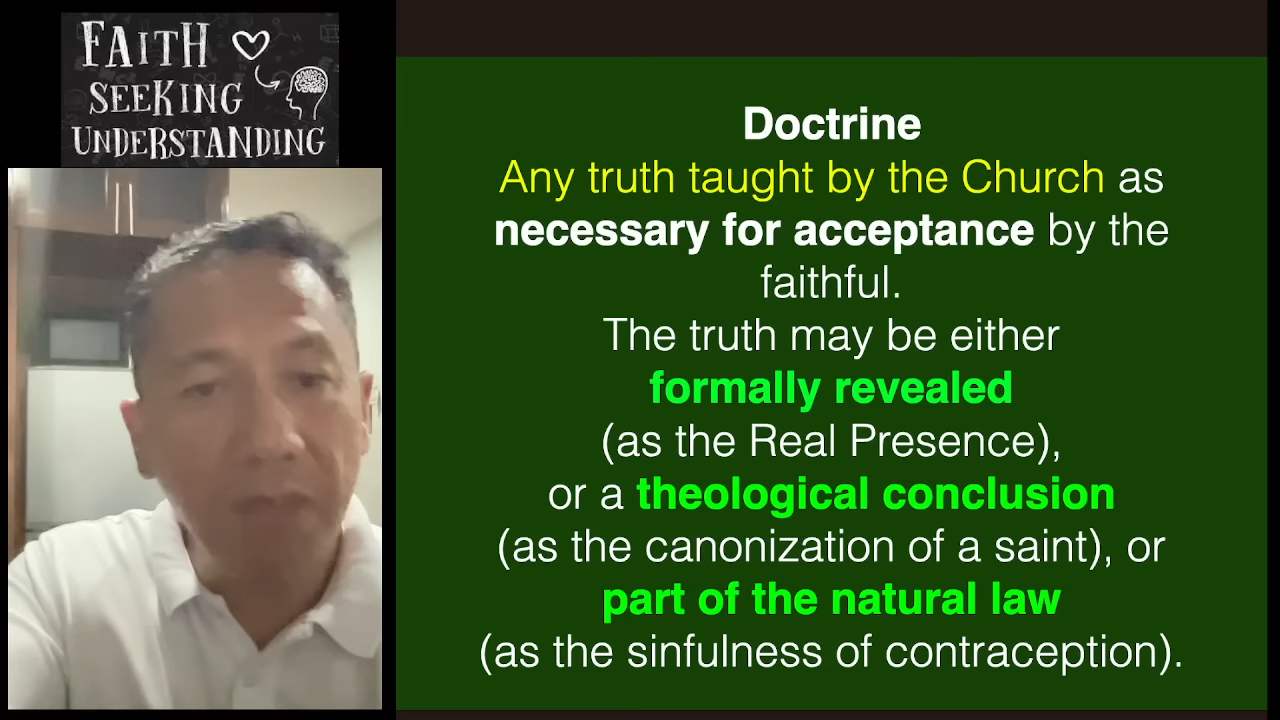 FAITH
SEEKING
UNDERSTANDING
Doctrine
Any truth taught by the Church as
necessary for acceptance by the
faithful.
The truth may be either
formally revealed
(as the Real Presence),
or a theological conclusion
(as the canonization of a saint), or
part of the natural law
(as the sinfulness of contraception).